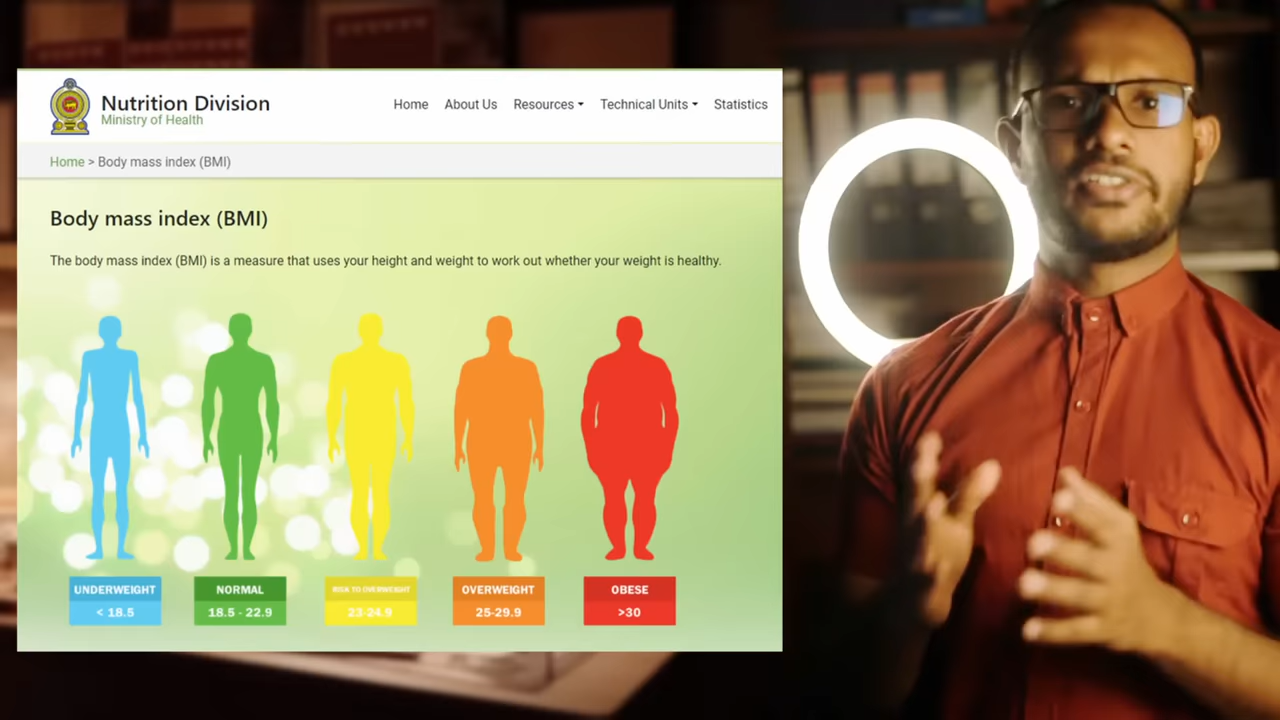 Nutrition Division
Ministry of Health
Home About Us Resources Technical Units Statistics
Home > Body mass index (BMI)
Body mass index (BMI)
The body mass index (BMI) is a measure that uses your height and weight to work out whether your weight is healthy.
UNDERWEIGHT NORMAL RISK TO OVERWEIGHT OVERWEIGHT OBESE
< 18.5 18.5 - 22.9 23-24.9 25-29.9 >30